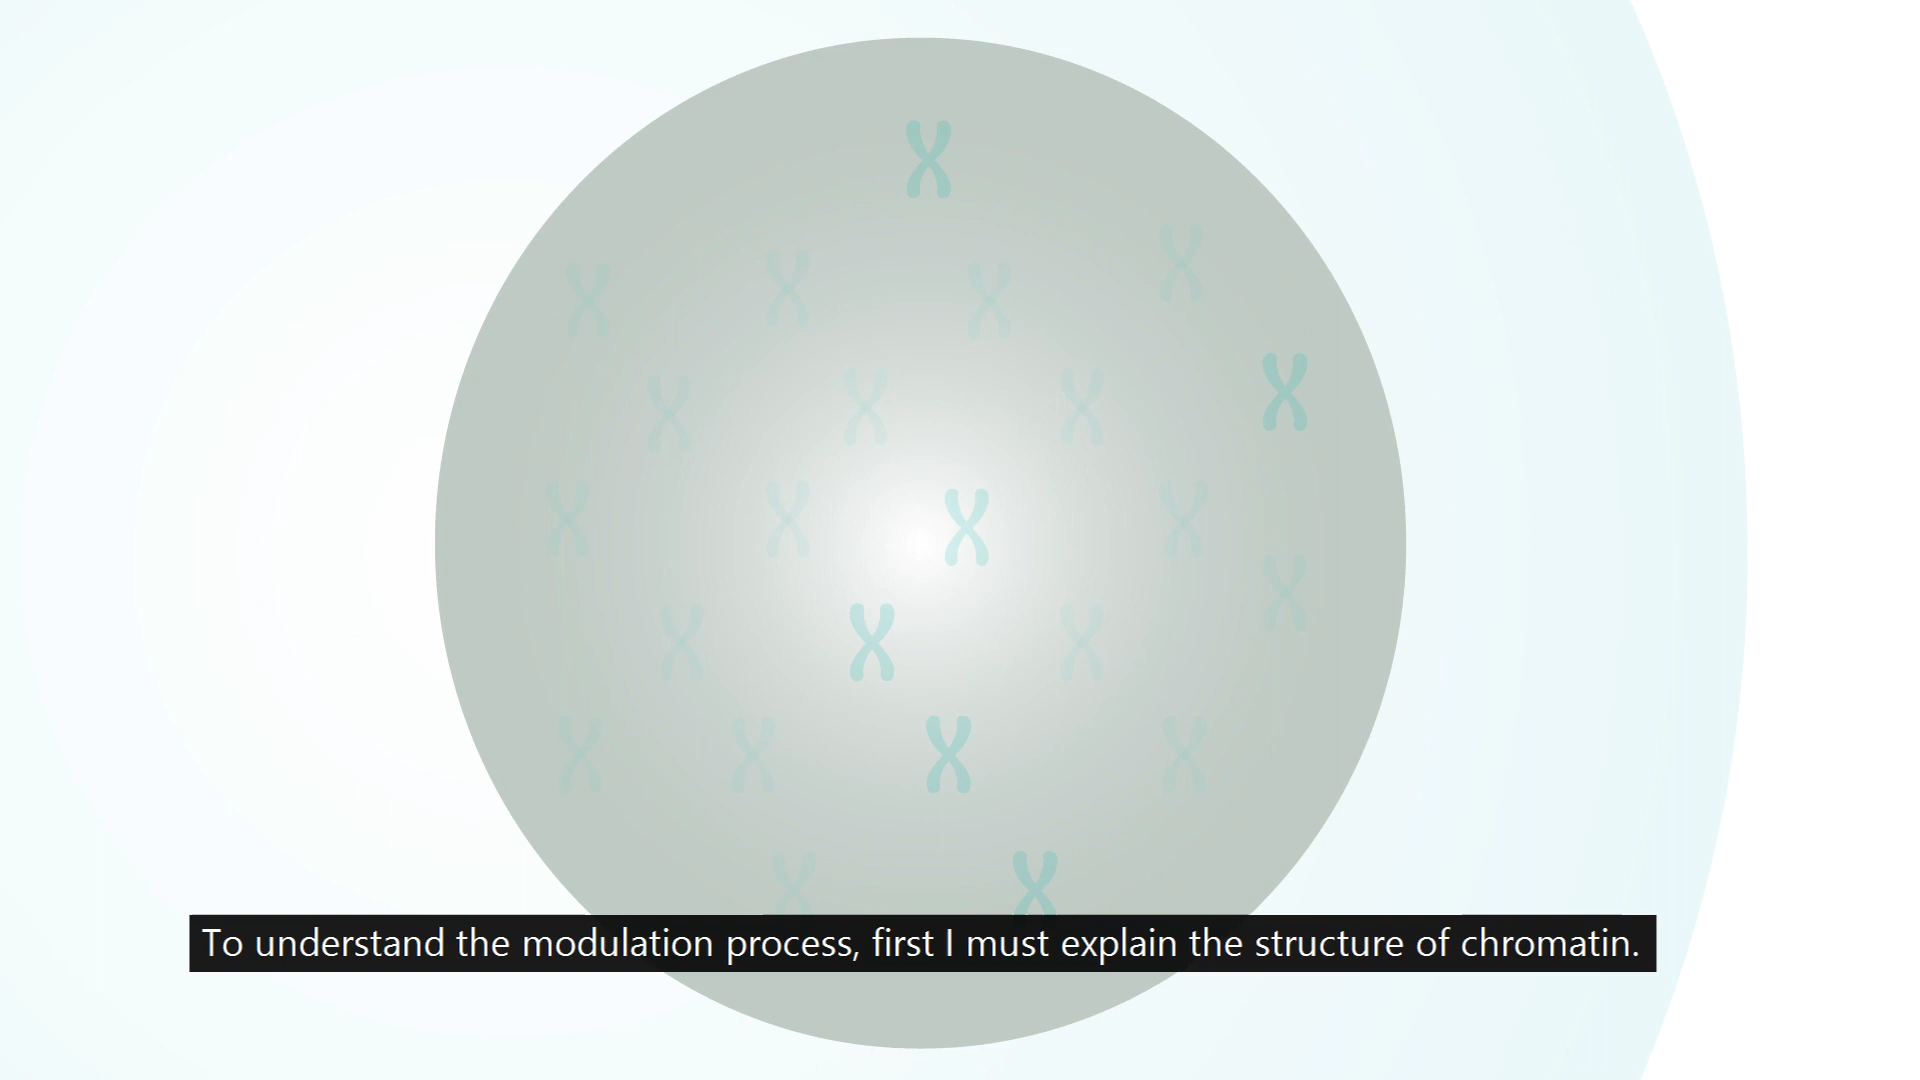 To understand the modulation process, first I must explain the structure of chromatin.